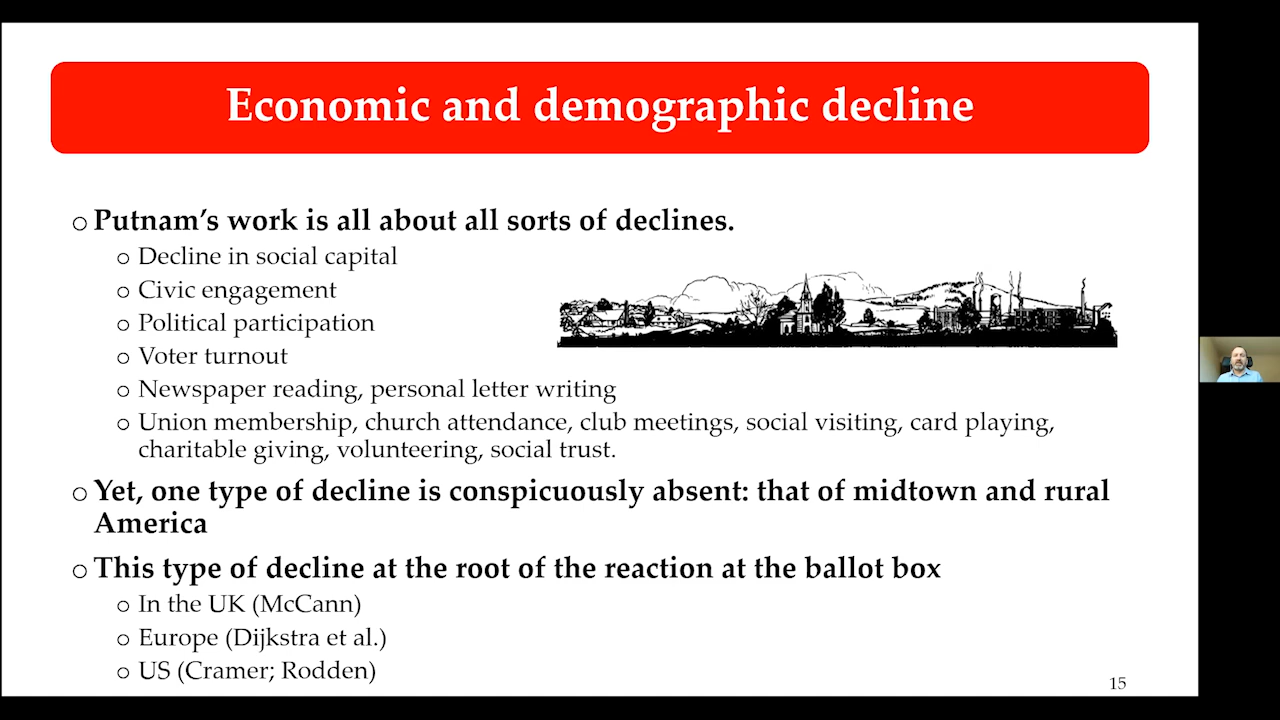 Economic and demographic decline
o Putnam's work is all about all sorts of declines.
o Decline in social capital
o Civic engagement
o Political participation
o Voter turnout
o Newspaper reading, personal letter writing
o Union membership, church attendance, club meetings, social visiting, card playing,
charitable giving, volunteering, social trust.
o Yet, one type of decline is conspicuously absent: that of midtown and rural
America
o This type of decline at the root of the reaction at the ballot box
o In the UK (McCann)
o Europe (Dijkstra et al.)
o US (Cramer; Rodden)
15